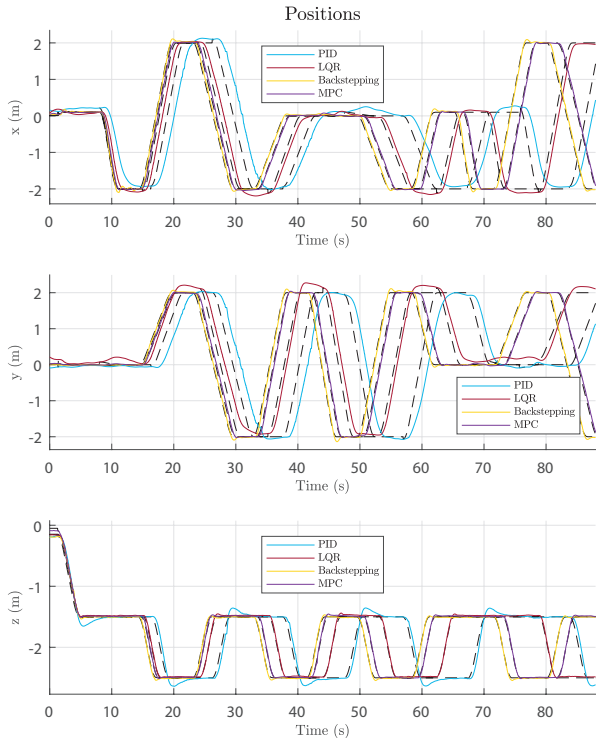 Positions
x (m)
2
1
0
-1
-2
PID
LQR
Backstepping
MPC
0 10 20 30 40 50 60 70 80
Time (s)
y (m)
2
1
0
-1
-2
PID
LQR
Backstepping
MPC
0 10 20 30 40 50 60 70 80
Time (s)
z (m)
0
-1
-2
PID
LQR
Backstepping
MPC
0 10 20 30 40 50 60 70 80
Time (s)